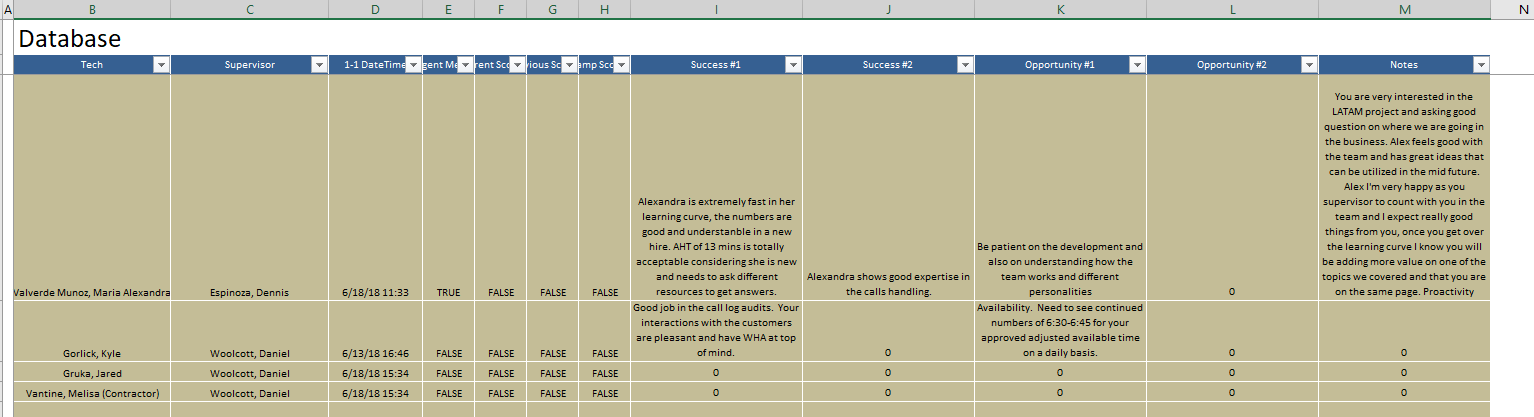 A B C D E F G H I J K L M N
Database
Tech Supervisor 1-1 DateTime gent Me rent Sco vious Sc amp Sco Success #1 Success #2 Opportunity #1 Opportunity #2 Notes
You are very interested in the
LATAM project and asking good
question on where we are going in
the business. Alex feels good with
the team and has great ideas that
can be utilized in the mid future.
Alex I'm very happy as you
supervisor to count with you in the
team and I expect really good
things from you, once you get over
the learning curve I know you will
be adding more value on one of the
topics we covered and that you are
on the same page. Proactivity
Alexandra is extremely fast in her
learning curve, the numbers are
good and understanble in a new
hire. AHT of 13 mins is totally
acceptable considering she is new
and needs to ask different
resources to get answers.
Alexandra shows good expertise in
the calls handling.
Be patient on the development and
also on understanding how the
team works and different
personalities
Valverde Munoz, Maria Alexandra Espinoza, Dennis 6/18/18 11:33 TRUE FALSE FALSE FALSE 0
Good job in the call log audits. Your
interactions with the customers
are pleasant and have WHA at top
of mind.
Availability. Need to see continued
numbers of 6:30-6:45 for your
approved adjusted available time
on a daily basis.
Gorlick, Kyle Woolcott, Daniel 6/13/18 16:46 FALSE FALSE FALSE FALSE 0 0 0
Gruka, Jared Woolcott, Daniel 6/18/18 15:34 FALSE FALSE FALSE FALSE 0 0 0 0 0
Vantine, Melisa (Contractor) Woolcott, Daniel 6/18/18 15:34 FALSE FALSE FALSE FALSE 0 0 0 0 0